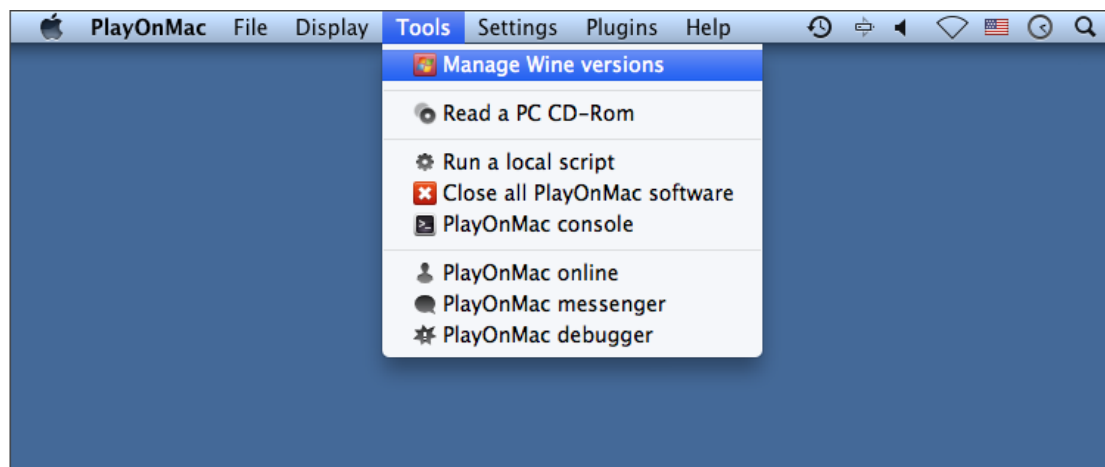 PlayOnMac File Display Tools Settings Plugins Help
Manage Wine versions
Read a PC CD-Rom
Run a local script
Close all PlayOnMac software
PlayOnMac console
PlayOnMac online
PlayOnMac messenger
PlayOnMac debugger